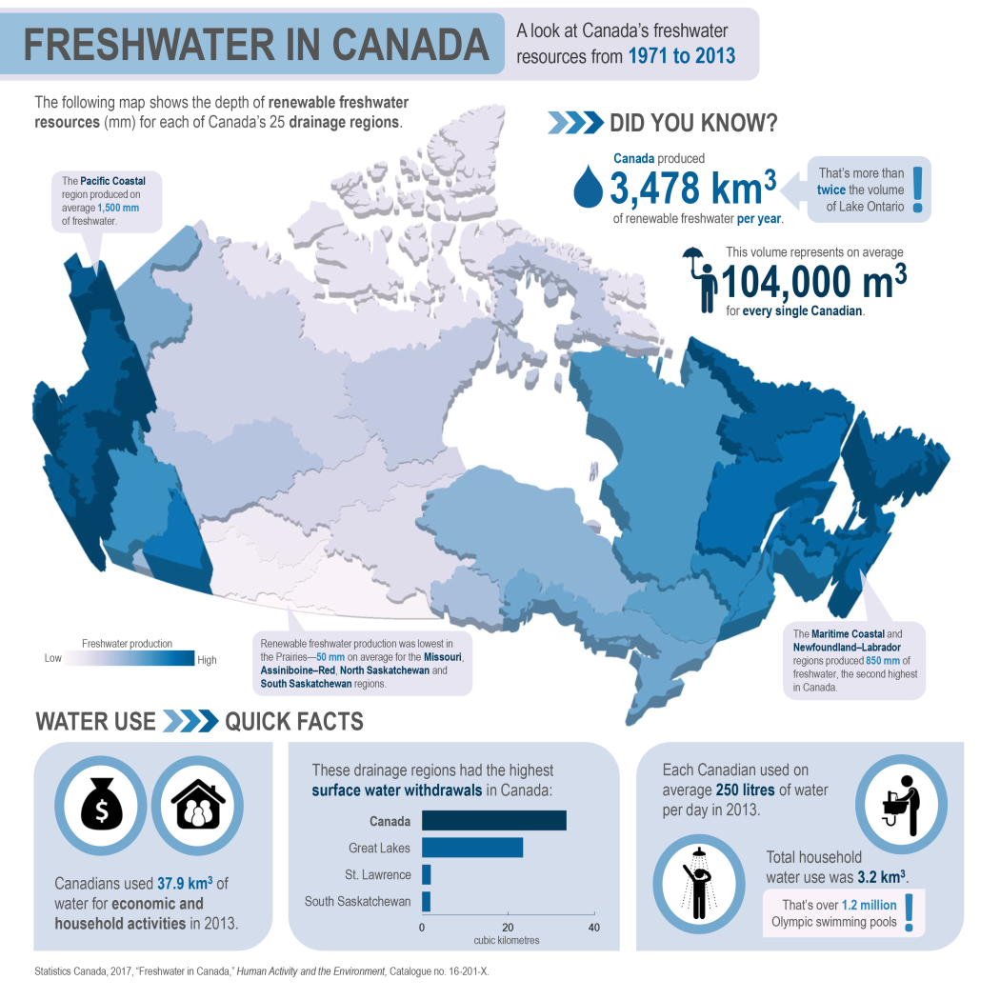 FRESHWATER IN CANADA
A look at Canada's freshwater
resources from 1971 to 2013
The following map shows the depth of renewable freshwater
resources (mm) for each of Canada's 25 drainage regions.
DID YOU KNOW?
Canada produced
3,478 km³
of renewable freshwater per year.
That's more than
twice the volume
of Lake Ontario
!
This volume represents on average
104,000 m³
for every single Canadian.
The Pacific Coastal
region produced on
average 1,500 mm
of freshwater.
Freshwater production
Low
High
Renewable freshwater production was lowest in
the Prairies—50 mm on average for the Missouri,
Assiniboine–Red, North Saskatchewan and
South Saskatchewan regions.
The Maritime Coastal and
Newfoundland–Labrador
regions produced 850 mm of
freshwater, the second highest
in Canada.
WATER USE
QUICK FACTS
$
Canadians used 37.9 km³ of
water for economic and
household activities in 2013.
These drainage regions had the highest
surface water withdrawals in Canada:
Canada
Great Lakes
St. Lawrence
South Saskatchewan
0 20 40
cubic kilometres
Each Canadian used on
average 250 litres of water
per day in 2013.
Total household
water use was 3.2 km³.
That's over 1.2 million
Olympic swimming pools
!
Statistics Canada, 2017, "Freshwater in Canada," Human Activity and the Environment, Catalogue no. 16-201-X.